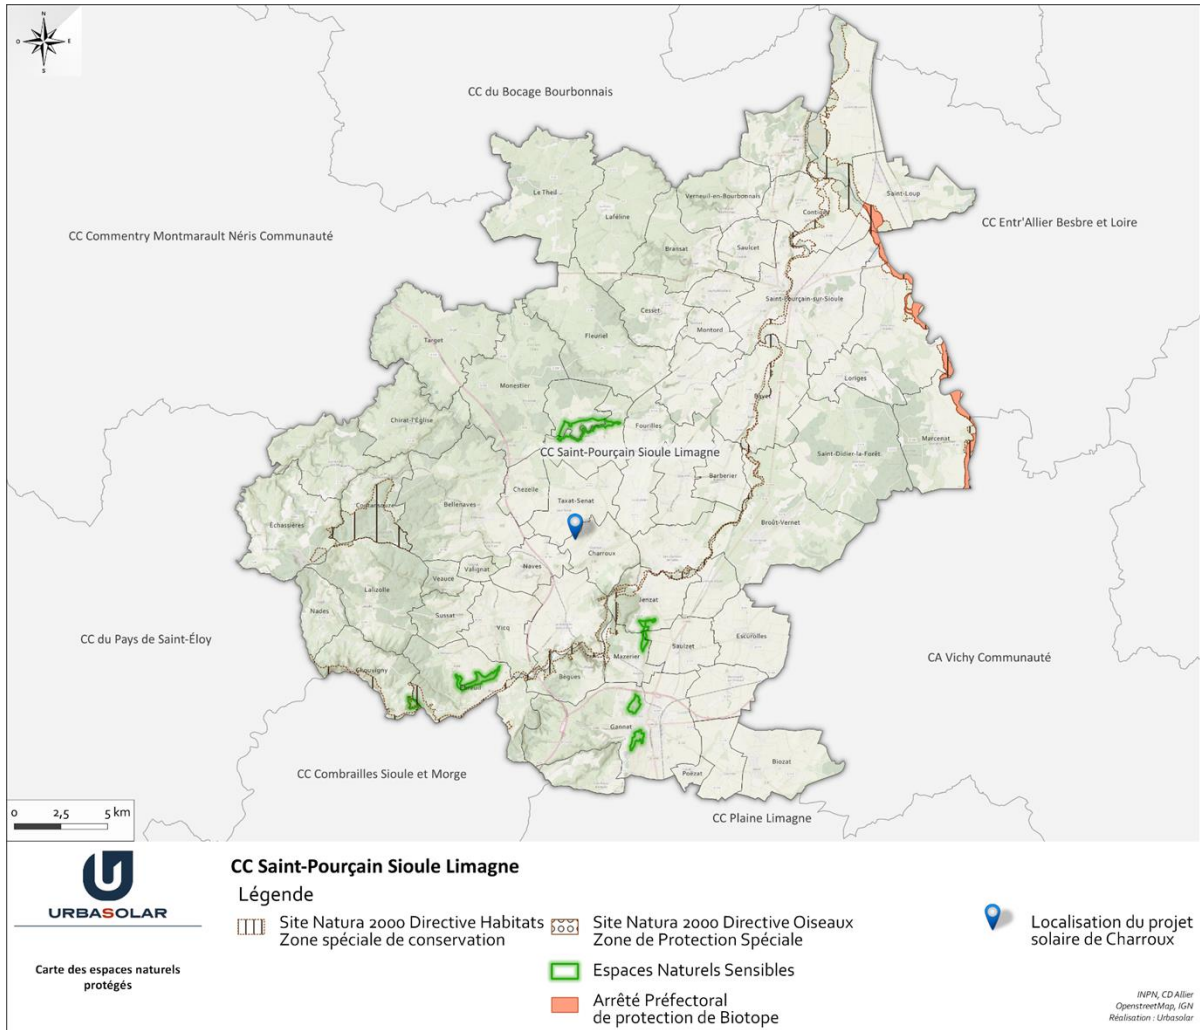 N
O
E
S
CC du Bocage Bourbonnais
Le Theil
Laféline
Verneuil-en-Bourbonnais
Saint-Loup
Contigny
CC Commentry Montmarault Néris Communauté
Bransat
Saulcet
CC Entr'Allier Besbre et Loire
Saint-Pourçain-sur-Sioule
Cesset
Montord
Target
Fleuriel
Monestier
Loriges
Bayet
Chirat-l'Église
Fourilles
Marcenat
CC Saint-Pourçain Sioule Limagne
Saint-Didier-la-Forêt
Barberier
Chezelle
Taxat-Senat
Coutansouze
Bellenaves
Échassières
Broût-Vernet
Charroux
Naves
Valignat
Veauce
Lalizolle
Jenzat
Nades
Sussat
Vicq
CC du Pays de Saint-Éloy
Mazerier
Saulzet
Escurolles
CA Vichy Communauté
Chouvigny
Bègues
Gannat
CC Combrailles Sioule et Morge
Poëzat
Biozat
0 2,5 5 km
CC Plaine Limagne
URBASOLAR
Carte des espaces naturels
protégés
CC Saint-Pourçain Sioule Limagne
Légende
Site Natura 2000 Directive Habitats
Zone spéciale de conservation
Site Natura 2000 Directive Oiseaux
Zone de Protection Spéciale
Espaces Naturels Sensibles
Arrêté Préfectoral
de protection de Biotope
Localisation du projet
solaire de Charroux
INPN, CD Allier
OpenstreetMap, IGN
Réalisation : Urbasolar